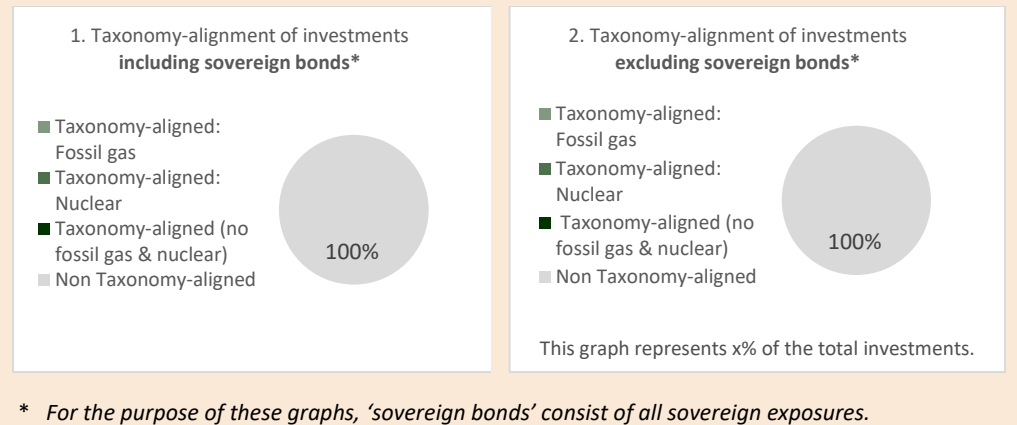 1. Taxonomy-alignment of investments
including sovereign bonds*
Taxonomy-aligned:
Fossil gas
Taxonomy-aligned:
Nuclear
Taxonomy-aligned (no
fossil gas & nuclear)
Non Taxonomy-aligned
100%
2. Taxonomy-alignment of investments
excluding sovereign bonds*
Taxonomy-aligned:
Fossil gas
Taxonomy-aligned:
Nuclear
Taxonomy-aligned (no
fossil gas & nuclear)
Non Taxonomy-aligned
100%
This graph represents x% of the total investments.
* For the purpose of these graphs, ‘sovereign bonds’ consist of all sovereign exposures.